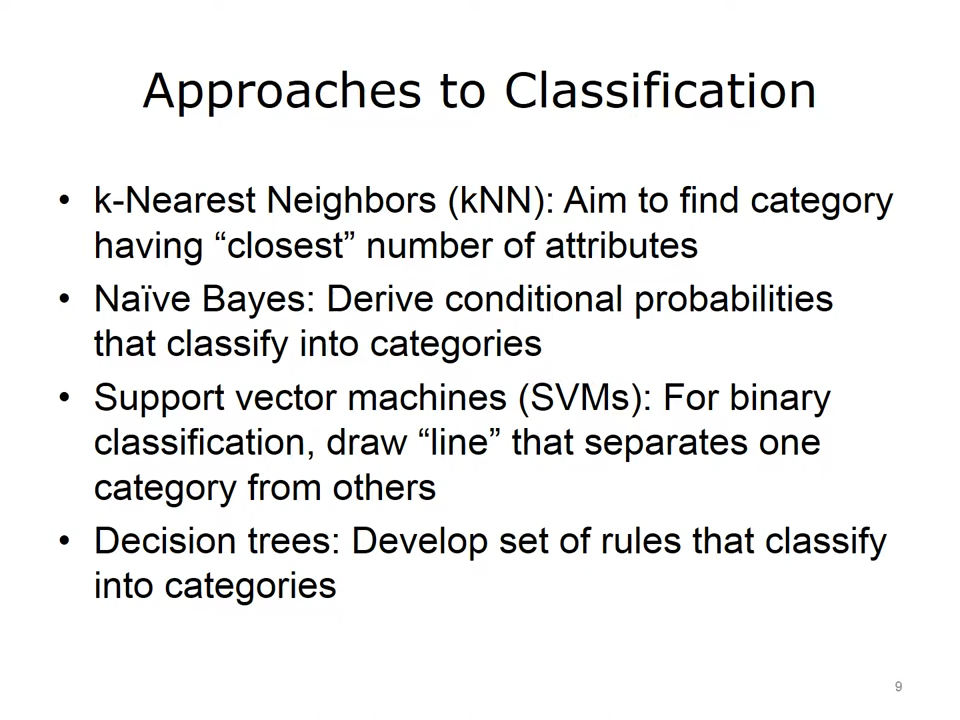 Approaches to Classification
• k-Nearest Neighbors (kNN): Aim to find category
having “closest” number of attributes
• Naïve Bayes: Derive conditional probabilities
that classify into categories
• Support vector machines (SVMs): For binary
classification, draw “line” that separates one
category from others
• Decision trees: Develop set of rules that classify
into categories
9